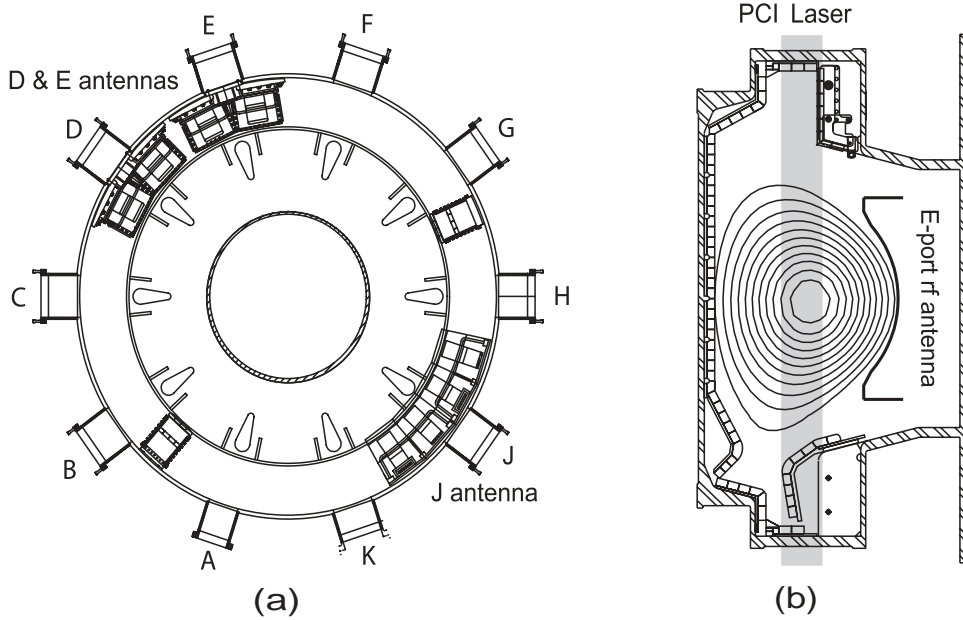 E
F
D & E antennas
D
G
C
H
B
J
J antenna
A
K
(a)
PCI Laser
E-port rf antenna
(b)